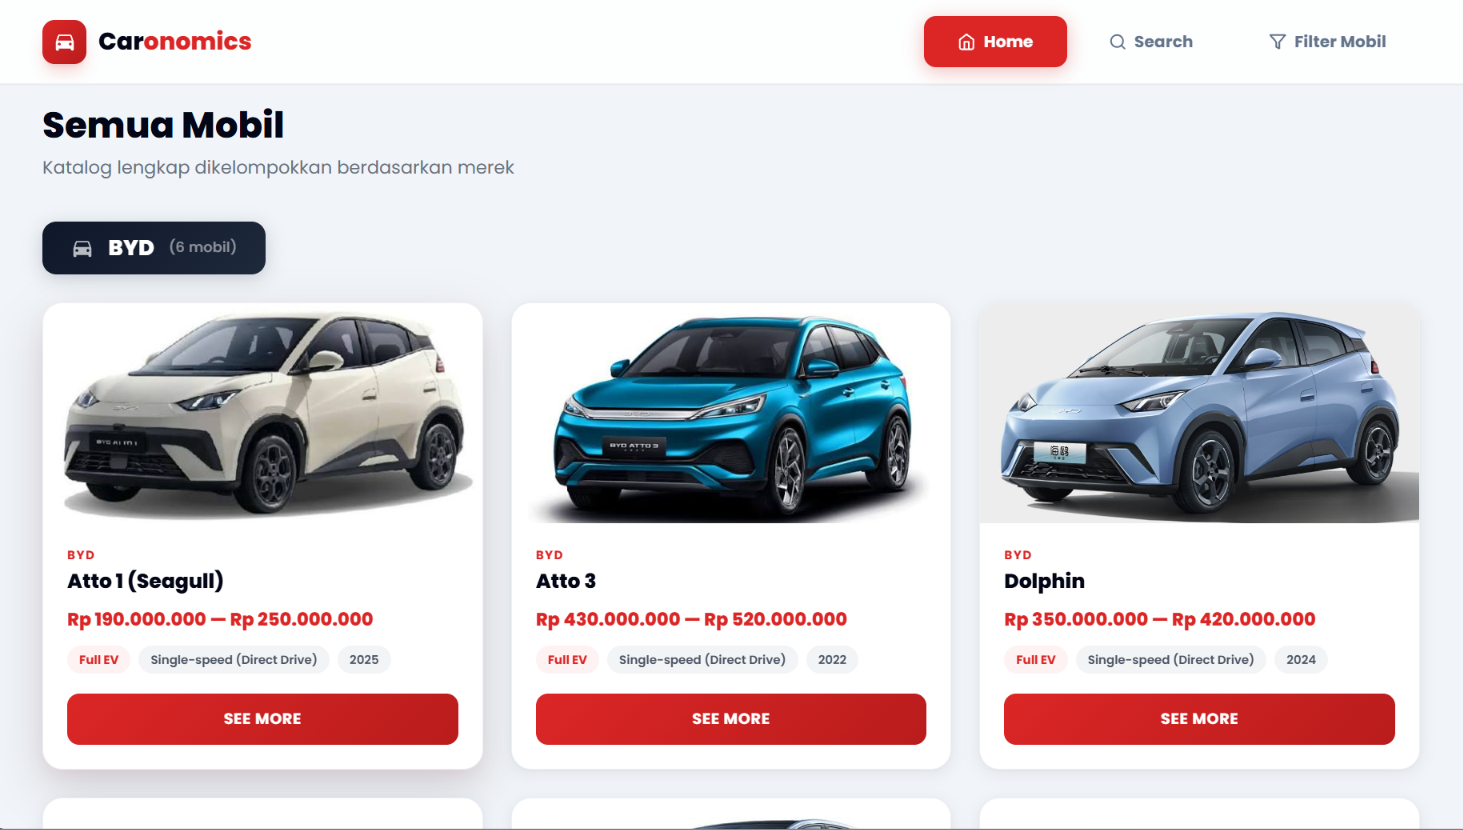 Caronomics
Home
Search
Filter Mobil
Semua Mobil
Katalog lengkap dikelompokkan berdasarkan merek
BYD (6 mobil)
BYD ATTO 3
BYD
Atto 1 (Seagull)
Rp 190.000.000 — Rp 250.000.000
Full EV
Single-speed (Direct Drive)
2025
SEE MORE
BYD
Atto 3
Rp 430.000.000 — Rp 520.000.000
Full EV
Single-speed (Direct Drive)
2022
SEE MORE
BYD
Dolphin
Rp 350.000.000 — Rp 420.000.000
Full EV
Single-speed (Direct Drive)
2024
SEE MORE